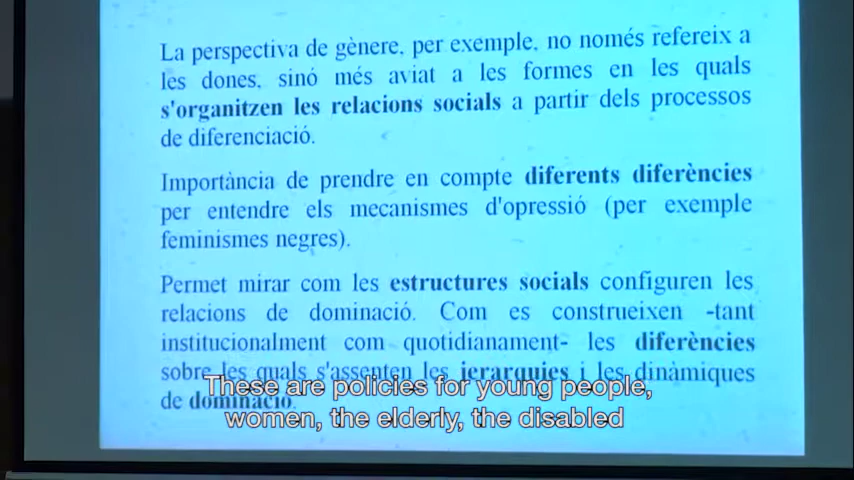 La perspectiva de gènere, per exemple, no només refereix a
les dones, sinó més aviat a les formes en les quals
s'organitzen les relacions socials a partir dels processos
de diferenciació.
Importància de prendre en compte diferents diferències
per entendre els mecanismes d'opressió (per exemple
feminismes negres).
Permet mirar com les estructures socials configuren les
relacions de dominació. Com es construeixen -tant
institucionalment com quotidianament- les diferències
sobre les quals s'assenten les jerarquies i les dinàmiques
de dominació.
These are policies for young people,
women, the elderly, the disabled